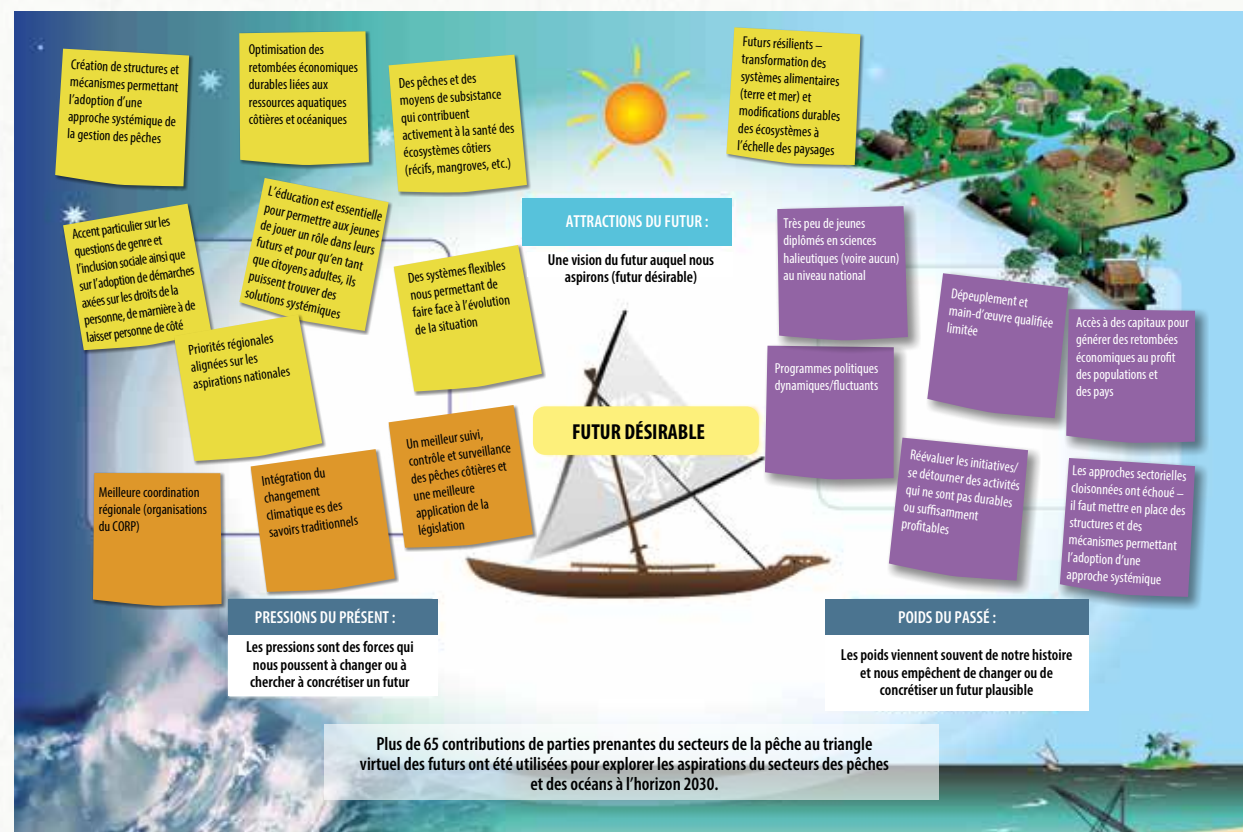 Création de structures et
mécanismes permettant
l'adoption d'une
approche systémique de
la gestion des pêches
Optimisation des
retombées économiques
durables liées aux
ressources aquatiques
côtières et océaniques
Des pêches et des
moyens de subsistance
qui contribuent
activement à la santé des
écosystèmes côtiers
(récifs, mangroves, etc.)
Futurs résilients –
transformation des
systèmes alimentaires
(terre et mer) et
modifications durables
des écosystèmes à
l'échelle des paysages
Accent particulier sur les
questions de genre et
l'inclusion sociale ainsi que
sur l'adoption de démarches
axées sur les droits de la
personne, de marnière à de
laisser personne de côté
L'éducation est essentielle
pour permettre aux jeunes
de jouer un rôle dans leurs
futurs et pour qu'en tant
que citoyens adultes, ils
puissent trouver des
solutions systémiques
Des systèmes flexibles
nous permettant de
faire face à l'évolution
de la situation
Priorités régionales
alignées sur les
aspirations nationales
ATTRACTIONS DU FUTUR :
Une vision du futur auquel nous
aspirons (futur désirable)
Très peu de jeunes
diplômés en sciences
halieutiques (voire aucun)
au niveau national
Dépeuplement et
main-d'œuvre qualifiée
limitée
Accès à des capitaux pour
générer des retombées
économiques au profit
des populations et
des pays
Programmes politiques
dynamiques/fluctuants
FUTUR DÉSIRABLE
Meilleure coordination
régionale (organisations
du CORP)
Intégration du
changement
climatique es des
savoirs traditionnels
Un meilleur suivi,
contrôle et surveillance
des pêches côtières et
une meilleure
application de la
législation
Réévaluer les initiatives/
se détourner des activités
qui ne sont pas durables
ou suffisamment
profitables
Les approches sectorielles
cloisonnées ont échoué –
il faut mettre en place des
structures et des
mécanismes permettant
l'adoption d'une
approche systémique
PRESSIONS DU PRÉSENT :
Les pressions sont des forces qui
nous poussent à changer ou à
chercher à concrétiser un futur
POIDS DU PASSÉ :
Les poids viennent souvent de notre histoire
et nous empêchent de changer ou de
concrétiser un futur plausible
Plus de 65 contributions de parties prenantes du secteurs de la pêche au triangle
virtuel des futurs ont été utilisées pour explorer les aspirations du secteurs des pêches
et des océans à l'horizon 2030.